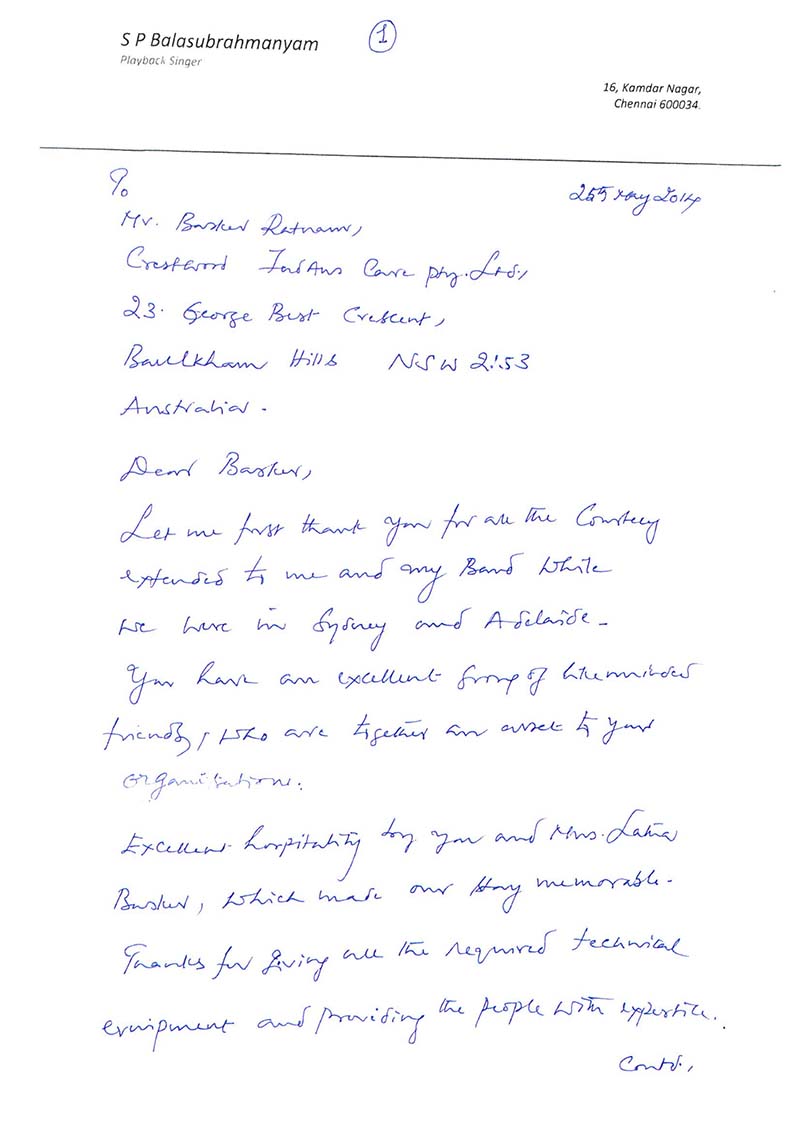 S P Balasubrahmanyam
1
Playback Singer
16, Kamdar Nagar,
Chennai 600034.
To
25th May 2014
Mr. Basker Ratnam,
Crestwood Care Pty. Ltd.,
23. George Best Crescent,
Baulkham Hills NSW 2153
Australia.
Dear Basker,
Let me first thank you for all the Courtesy
extended to me and my Band while
we were in Sydney and Adelaide.
You have an excellent group of likeminded
friends, who are together an asset to your
organisation.
Excellent hospitality by you and Mrs. Latha
Basker, which made our stay memorable.
Thanks for giving all the required technical
equipment and providing the people with expertise.
Contd.,